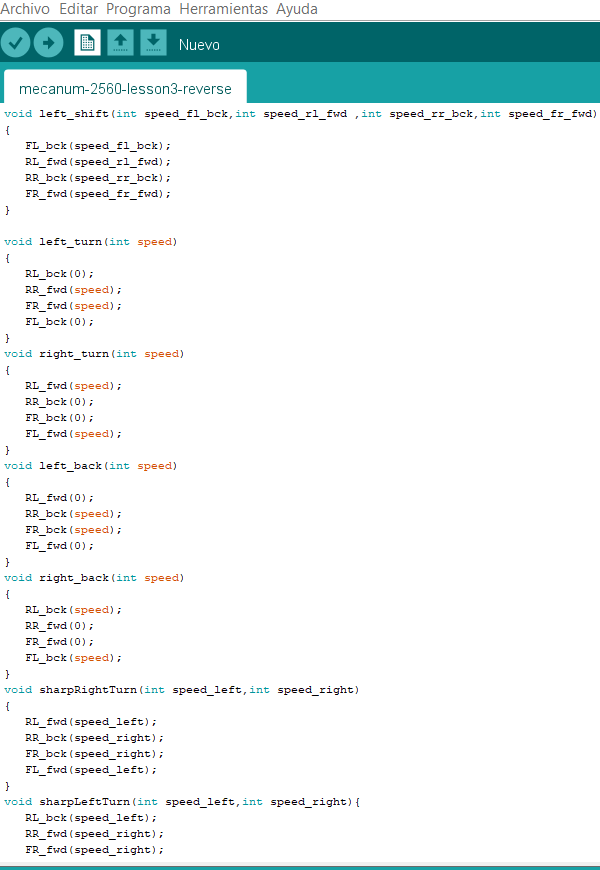 Archivo Editar Programa Herramientas Ayuda
Nuevo
mecanum-2560-lesson3-reverse
void left_shift(int speed_fl_bck,int speed_rl_fwd ,int speed_rr_bck,int speed_fr_fwd)
{
FL_bck(speed_fl_bck);
RL_fwd(speed_rl_fwd);
RR_bck(speed_rr_bck);
FR_fwd(speed_fr_fwd);
}
void left_turn(int speed)
{
RL_bck(0);
RR_fwd(speed);
FR_fwd(speed);
FL_bck(0);
}
void right_turn(int speed)
{
RL_fwd(speed);
RR_bck(0);
FR_bck(0);
FL_fwd(speed);
}
void left_back(int speed)
{
RL_fwd(0);
RR_bck(speed);
FR_bck(speed);
FL_fwd(0);
}
void right_back(int speed)
{
RL_bck(speed);
RR_fwd(0);
FR_fwd(0);
FL_bck(speed);
}
void sharpRightTurn(int speed_left,int speed_right)
{
RL_fwd(speed_left);
RR_bck(speed_right);
FR_bck(speed_right);
FL_fwd(speed_left);
}
void sharpLeftTurn(int speed_left,int speed_right){
RL_bck(speed_left);
RR_fwd(speed_right);
FR_fwd(speed_right);